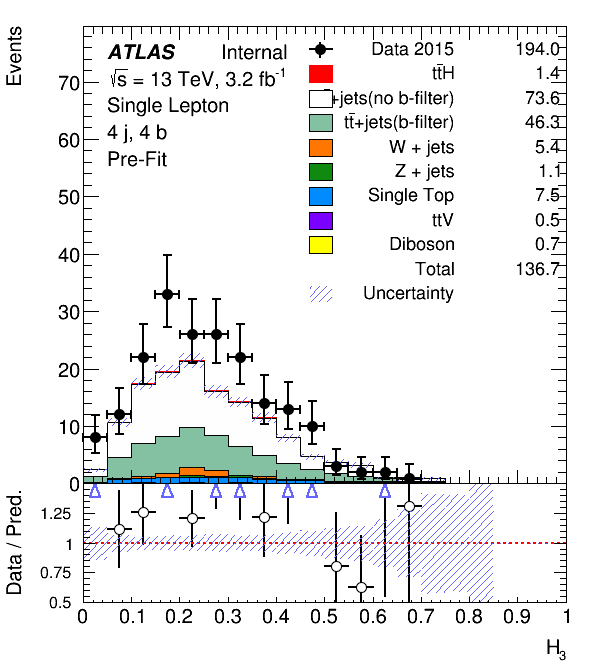 Events
ATLAS Internal
√s = 13 TeV, 3.2 fb-1
Single Lepton
4 j, 4 b
Pre-Fit
Data 2015 194.0
tt̄H 1.4
+jets(no b-filter) 73.6
tt̄+jets(b-filter) 46.3
W + jets 5.4
Z + jets 1.1
Single Top 7.5
ttV 0.5
Diboson 0.7
Total 136.7
Uncertainty
70
60
50
40
30
20
10
0
Data / Pred.
1.25
1
0.75
0.5
0 0.1 0.2 0.3 0.4 0.5 0.6 0.7 0.8 0.9 1
H3